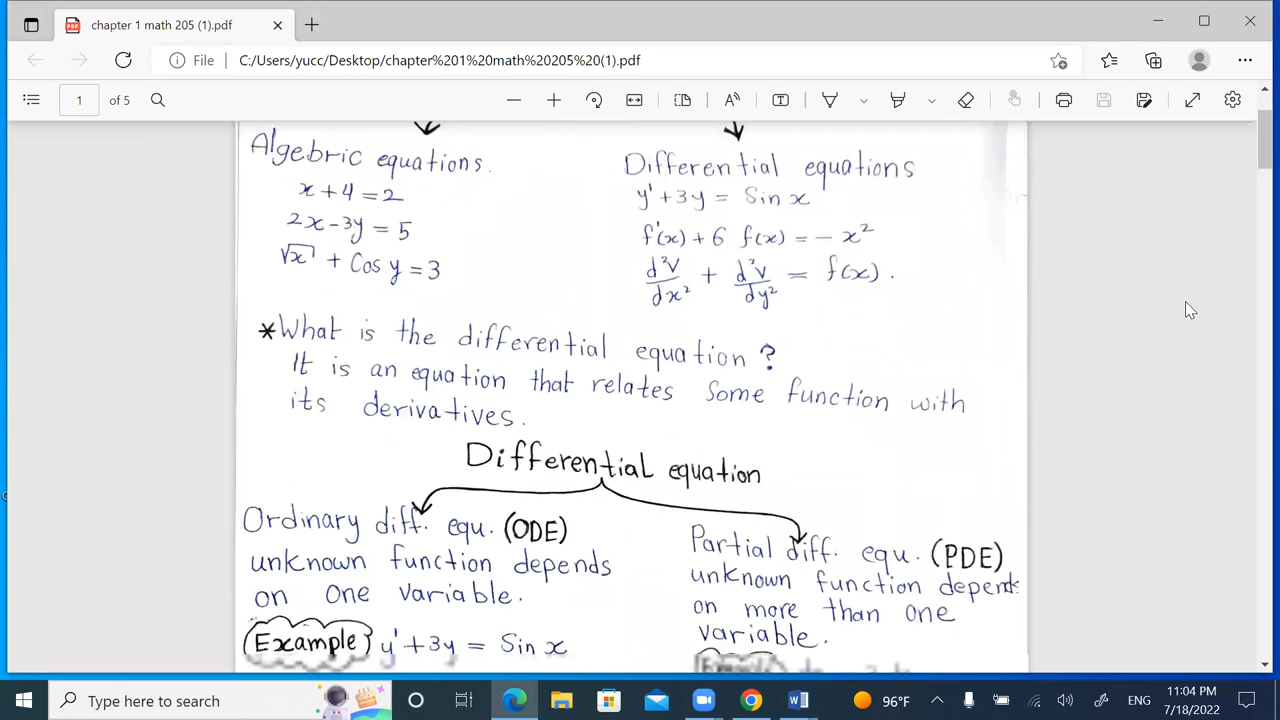 chapter 1 math 205 (1).pdf
File
C:/Users/yucc/Desktop/chapter%201%20math%20205%20(1).pdf
1 of 5
Algebric equations.
x + 4 = 2
2x - 3y = 5
√x + Cos y = 3
Differential equations
y' + 3y = Sin x
f'(x) + 6 f(x) = - x²
d²V/dx² + d²V/dy² = f(x).
*What is the differential equation?
It is an equation that relates Some function with
its derivatives.
Differential equation
Ordinary diff. equ. (ODE)
unknown function depends
on One variable.
Example y' + 3y = Sin x
Partial diff. equ. (PDE)
unknown function depends
on more than one
variable.
Type here to search
96°F
ENG
11:04 PM
7/18/2022